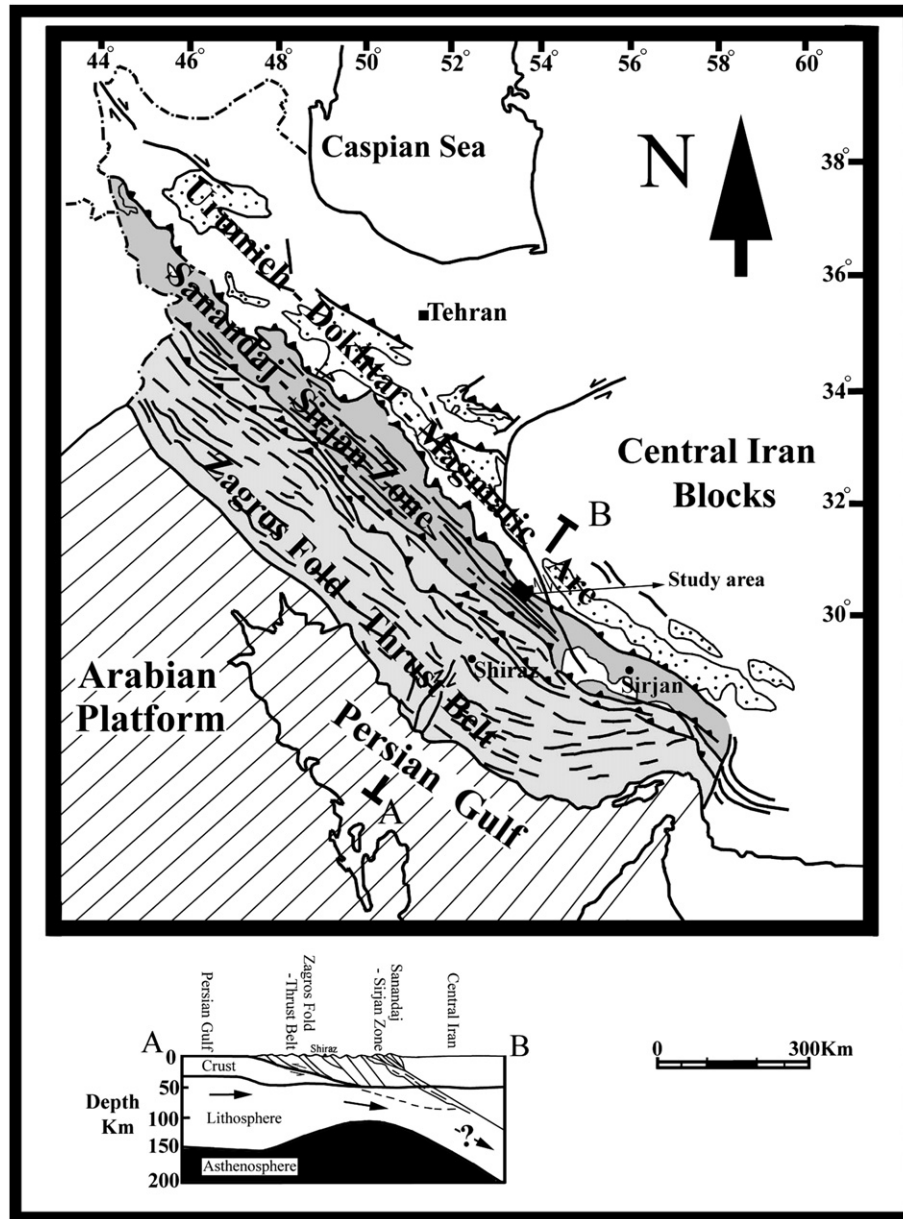 44° 46° 48° 50° 52° 54° 56° 58° 60°
Caspian Sea
N
38°
36°
34°
32°
30°
Urumieh Dokhtar Magmatic Arc
Tehran
Sanandaj - Sirjan Zone
Central Iran
Blocks
B
Study area
Zagros Fold - Thrust Belt
Shiraz
Sirjan
Arabian
Platform
Persian Gulf
A
Persian Gulf
Zagros Fold
-Thrust Belt
Sanandaj
- Sirjan Zone
Central Iran
A
B
Shiraz
0
Crust
50
Depth
Km
100
Lithosphere
-?
150
Asthenosphere
200
0 300Km